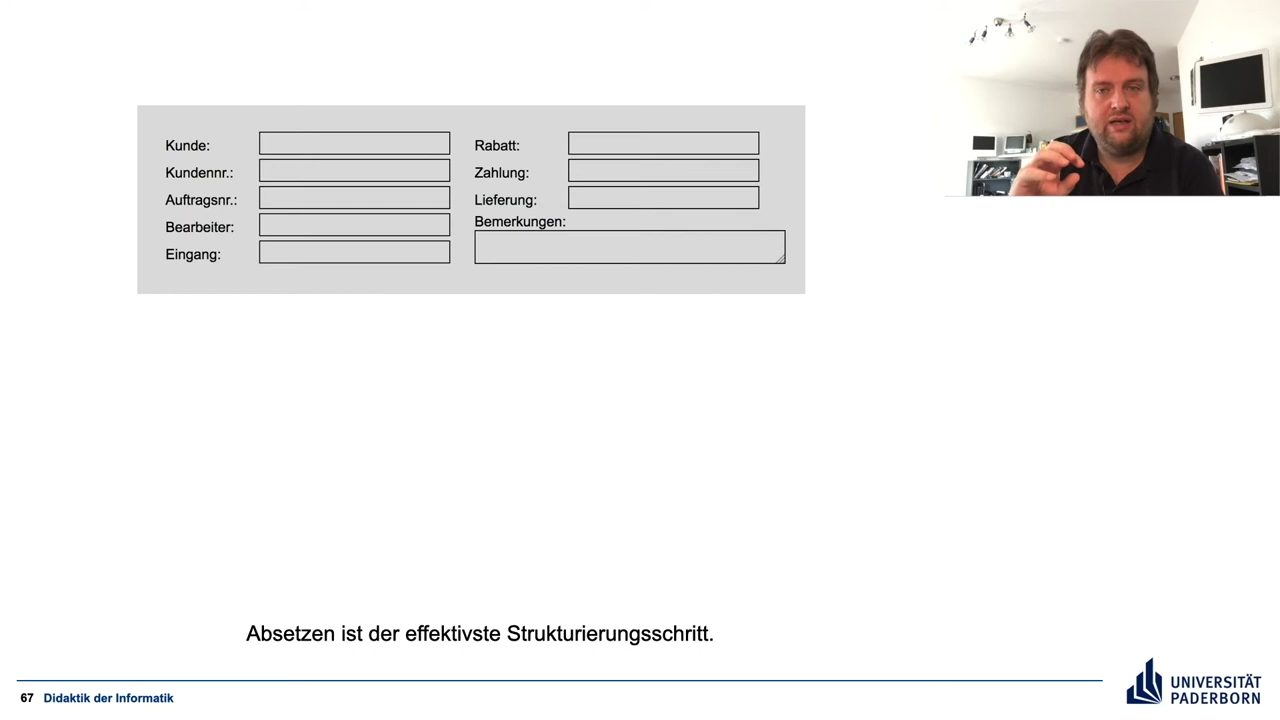 Kunde:
Kundennr.:
Auftragsnr.:
Bearbeiter:
Eingang:
Rabatt:
Zahlung:
Lieferung:
Bemerkungen:
Absetzen ist der effektivste Strukturierungsschritt.
67 Didaktik der Informatik
UNIVERSITÄT
PADERBORN